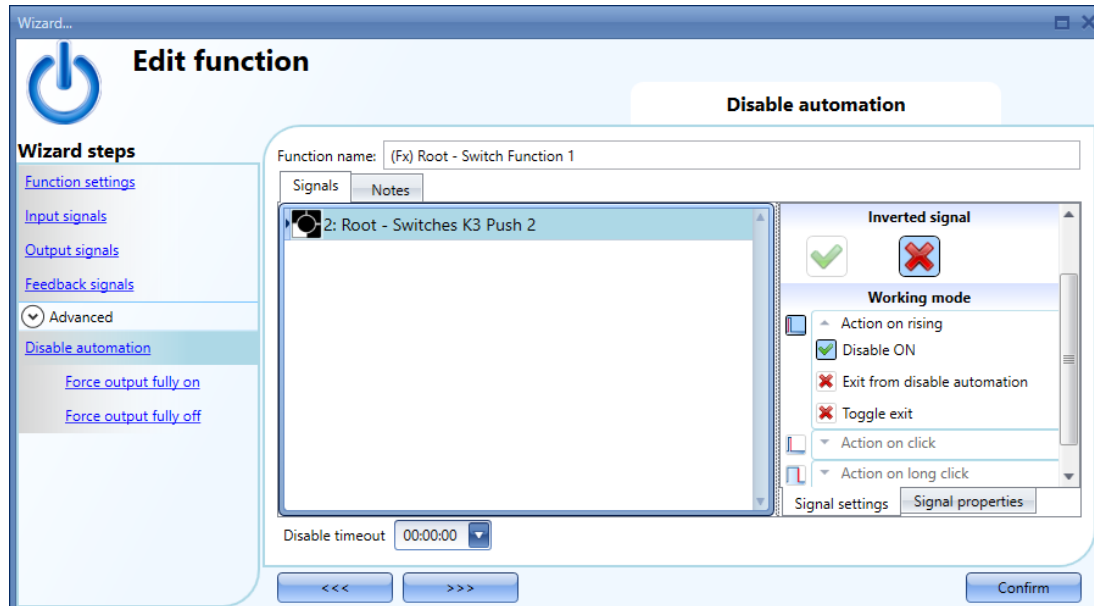 Wizard...
Edit function
Disable automation
Wizard steps
Function settings
Input signals
Output signals
Feedback signals
Advanced
Disable automation
Force output fully on
Force output fully off
Function name: (Fx) Root - Switch Function 1
Signals Notes
2: Root - Switches K3 Push 2
Inverted signal
Working mode
Action on rising
Disable ON
Exit from disable automation
Toggle exit
Action on click
Action on long click
Signal settings Signal properties
Disable timeout 00:00:00
<<< >>> Confirm